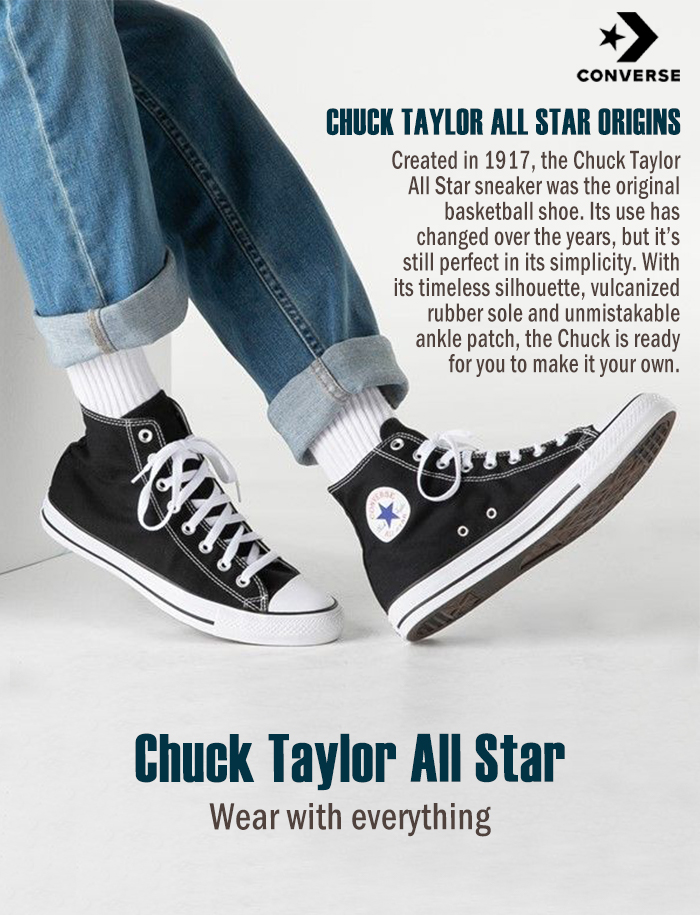 CONVERSE
CHUCK TAYLOR ALL STAR ORIGINS
Created in 1917, the Chuck Taylor
All Star sneaker was the original
basketball shoe. Its use has
changed over the years, but it’s
still perfect in its simplicity. With
its timeless silhouette, vulcanized
rubber sole and unmistakable
ankle patch, the Chuck is ready
for you to make it your own.
CONVERSE
ALL STAR
Chuck Taylor All Star
Wear with everything